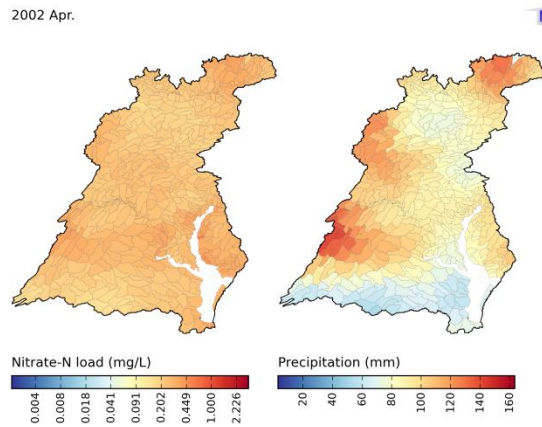 2002 Apr.
Nitrate-N load (mg/L)
0.004 0.008 0.018 0.041 0.091 0.202 0.449 1.000 2.226
Precipitation (mm)
20 40 60 80 100 120 140 160